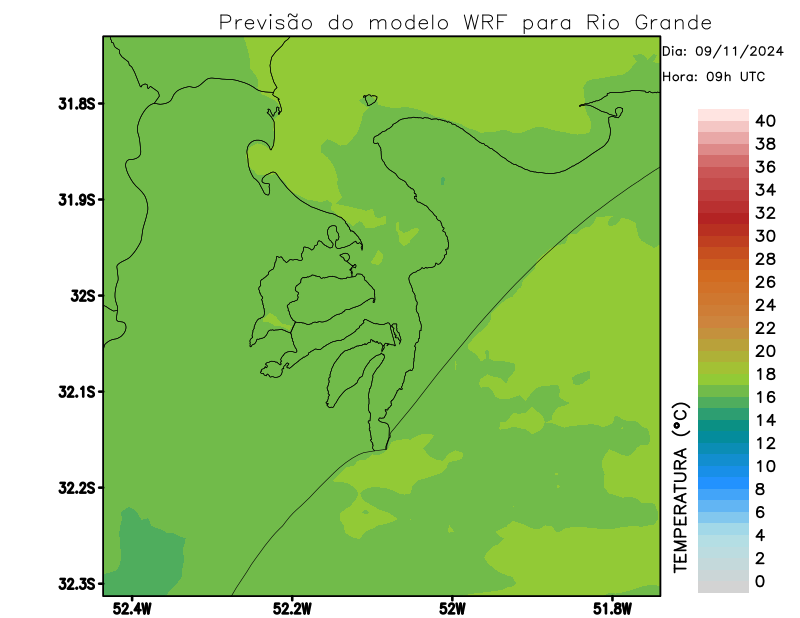 Previsão do modelo WRF para Rio Grande
Dia: 09/11/2024
Hora: 09h UTC
31.8S
31.9S
32S
32.1S
32.2S
32.3S
52.4W
52.2W
52W
51.8W
40
38
36
34
32
30
28
26
24
22
20
18
16
14
12
10
8
6
4
2
0
TEMPERATURA (°C)